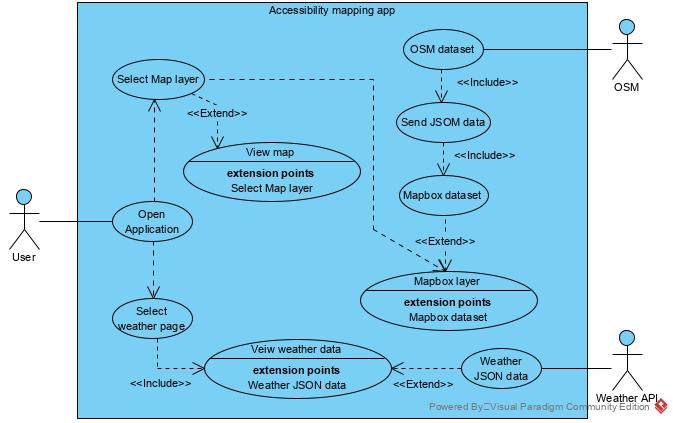 Accessibility mapping app
OSM dataset
Select Map layer
<<Include>>
OSM
<<Extend>>
Send JSOM data
View map
<<Include>>
extension points
Select Map layer
Mapbox dataset
Open
Application
User
<<Extend>>
Mapbox layer
extension points
Mapbox dataset
Select
weather page
Veiw weather data
extension points
Weather JSON data
<<Include>>
<<Extend>>
Weather
JSON data
Weather API
Powered By Visual Paradigm Community Edition